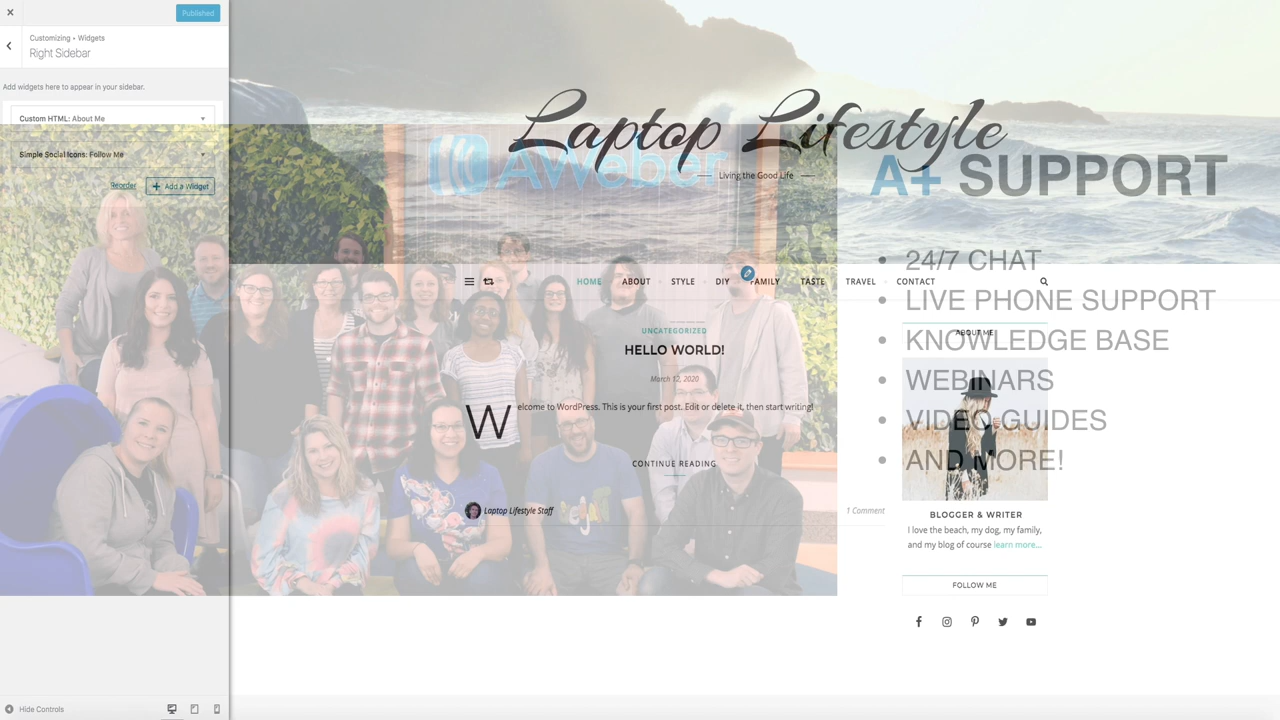 Published
Customizing • Widgets
Right Sidebar
Add widgets here to appear in your sidebar.
Custom HTML: About Me
Simple Social Icons: Follow Me
Reorder
Add a Widget
Hide Controls
Laptop Lifestyle
Living the Good Life
AWeber
A+ SUPPORT
• 24/7 CHAT
• LIVE PHONE SUPPORT
• KNOWLEDGE BASE
• WEBINARS
• VIDEO GUIDES
• AND MORE!
HOME ABOUT STYLE DIY FAMILY TASTE TRAVEL CONTACT
UNCATEGORIZED
HELLO WORLD!
March 12, 2020
Welcome to WordPress. This is your first post. Edit or delete it, then start writing!
CONTINUE READING
Laptop Lifestyle Staff
1 Comment
ABOUT ME
BLOGGER & WRITER
I love the beach, my dog, my family,
and my blog of course learn more...
FOLLOW ME